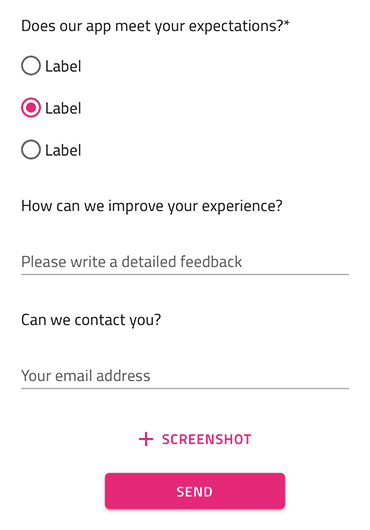 Does our app meet your expectations?*
Label
Label
Label
How can we improve your experience?
Please write a detailed feedback
Can we contact you?
Your email address
SCREENSHOT
SEND